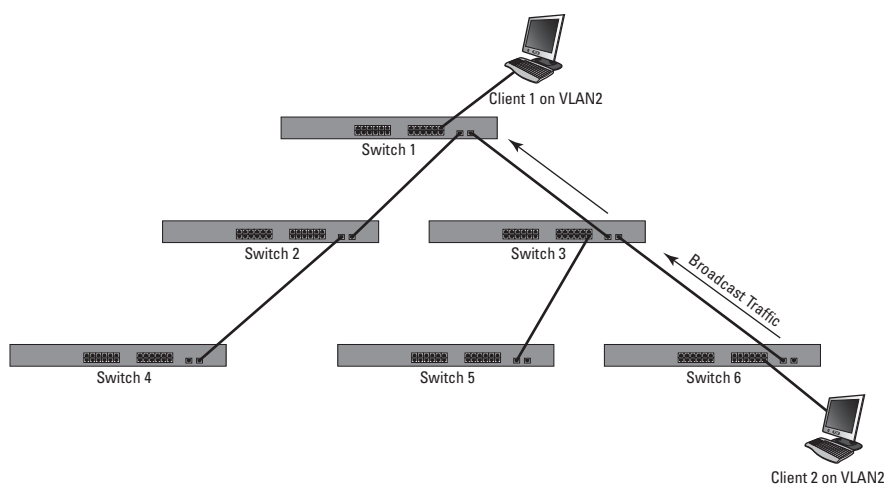 Client 1 on VLAN2
Switch 1
Switch 2
Switch 3
Broadcast Traffic
Switch 4
Switch 5
Switch 6
Client 2 on VLAN2